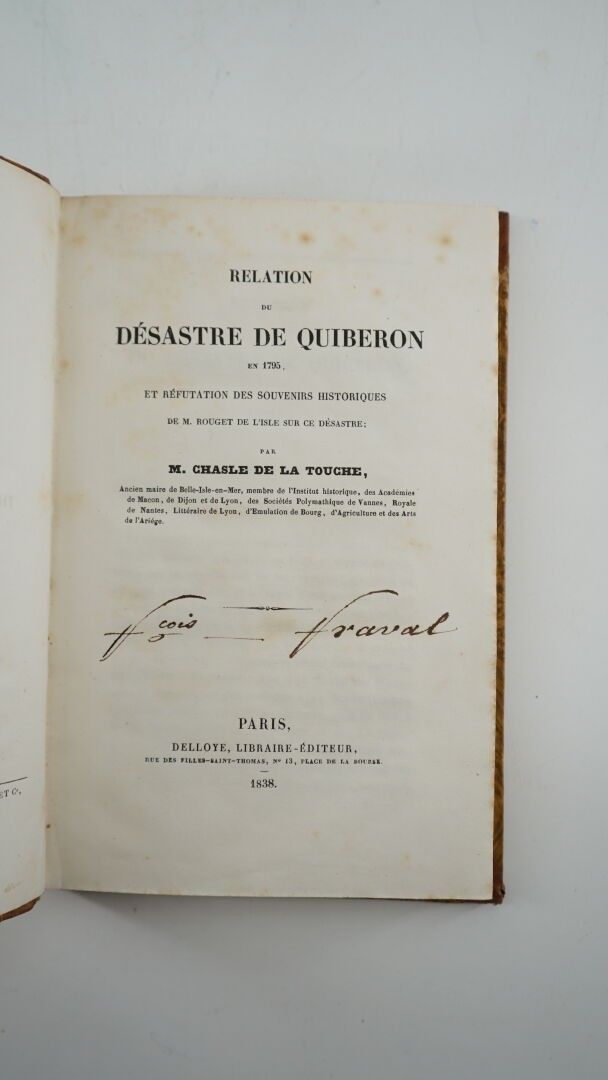 RELATION
DU
DÉSASTRE DE QUIBERON
EN 1795,
ET RÉFUTATION DES SOUVENIRS HISTORIQUES
DE M. ROUGET DE L'ISLE SUR CE DÉSASTRE;
PAR
M. CHASLE DE LA TOUCHE,
Ancien maire de Belle-Isle-en-Mer, membre de l'Institut historique, des Académies
de Macon, de Dijon et de Lyon, des Sociétés Polymathique de Vannes, Royale
de Nantes, Littéraire de Lyon, d'Emulation de Bourg, d'Agriculture et des Arts
de l'Ariége.
fcois fraval
PARIS,
DELLOYE, LIBRAIRE-ÉDITEUR,
RUE DES FILLES-SAINT-THOMAS, Nº 13, PLACE DE LA BOURSE.
1838.